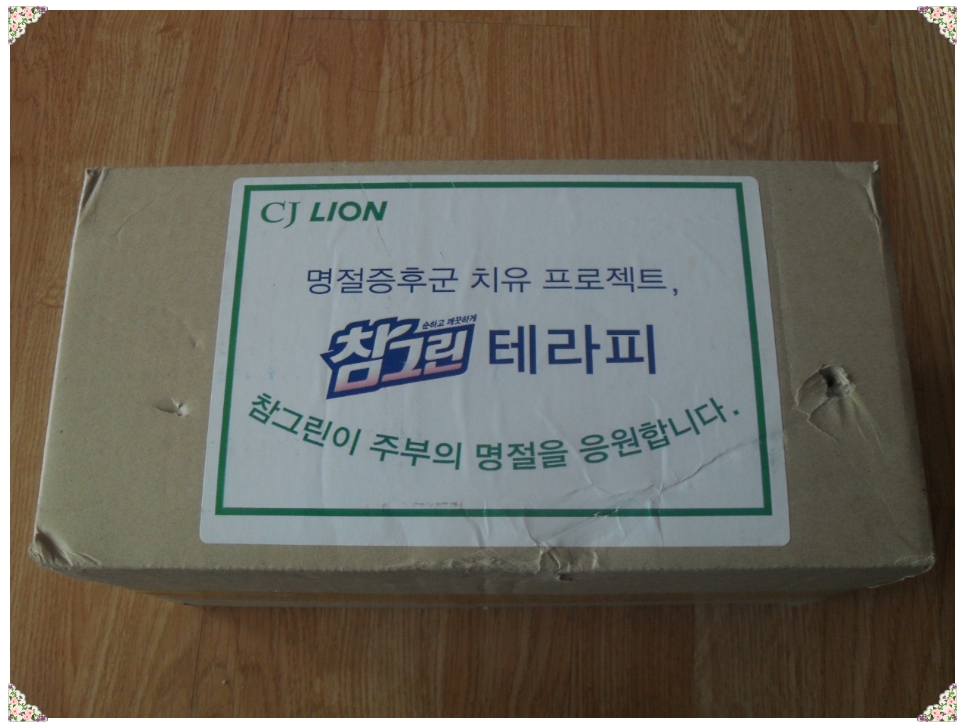 CJ LION
명절증후군 치유 프로젝트,
순하고 깨끗하게
참그린 테라피
참그린이 주부의 명절을 응원합니다.